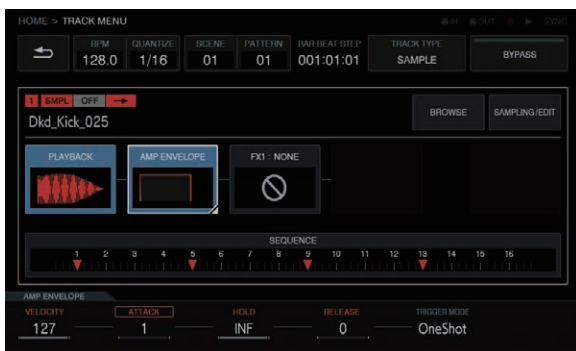 HOME > TRACK MENU IN OUT SYNC
BPM QUANTIZE SCENE PATTERN BAR:BEAT:STEP TRACK TYPE
128.0 1/16 01 01 001:01:01 SAMPLE BYPASS
1 SMPL OFF
Dkd_Kick_025
BROWSE SAMPLING/EDIT
PLAYBACK AMP ENVELOPE FX1 : NONE
SEQUENCE
1 2 3 4 5 6 7 8 9 10 11 12 13 14 15 16
AMP ENVELOPE
VELOCITY ATTACK HOLD RELEASE TRIGGER MODE
127 1 INF 0 OneShot